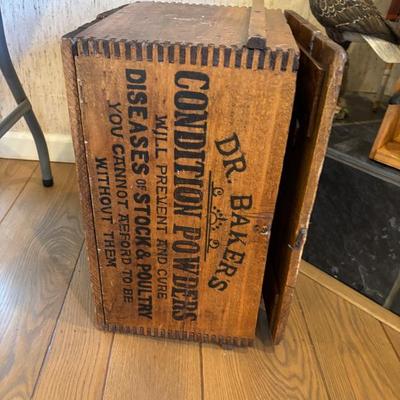 DR. BAKER'S
CONDITION POWDERS
WILL PREVENT AND CURE
DISEASES OF STOCK & POULTRY
YOU CANNOT AFFORD TO BE
WITHOUT THEM